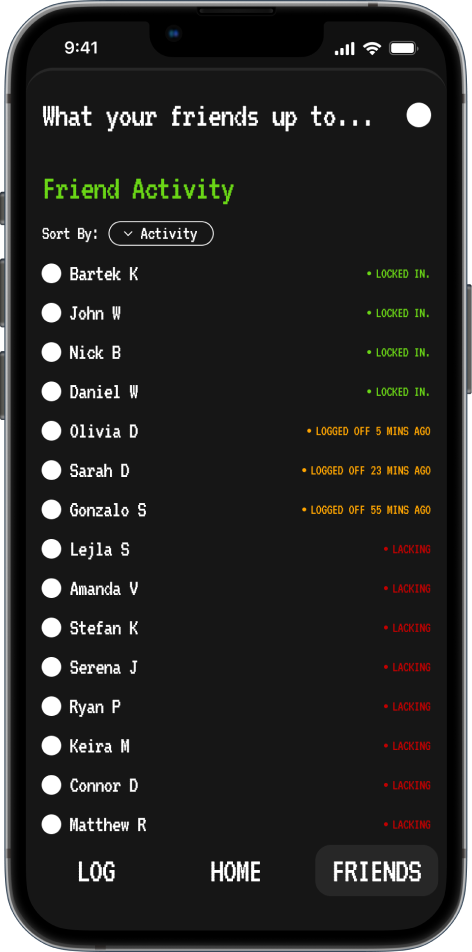 9:41
What your friends up to...
Friend Activity
Sort By: Activity
Bartek K • LOCKED IN.
John W • LOCKED IN.
Nick B • LOCKED IN.
Daniel W • LOCKED IN.
Olivia D • LOGGED OFF 5 MINS AGO
Sarah D • LOGGED OFF 23 MINS AGO
Gonzalo S • LOGGED OFF 55 MINS AGO
Lejla S • LACKING
Amanda V • LACKING
Stefan K • LACKING
Serena J • LACKING
Ryan P • LACKING
Keira M • LACKING
Connor D • LACKING
Matthew R • LACKING
LOG HOME FRIENDS